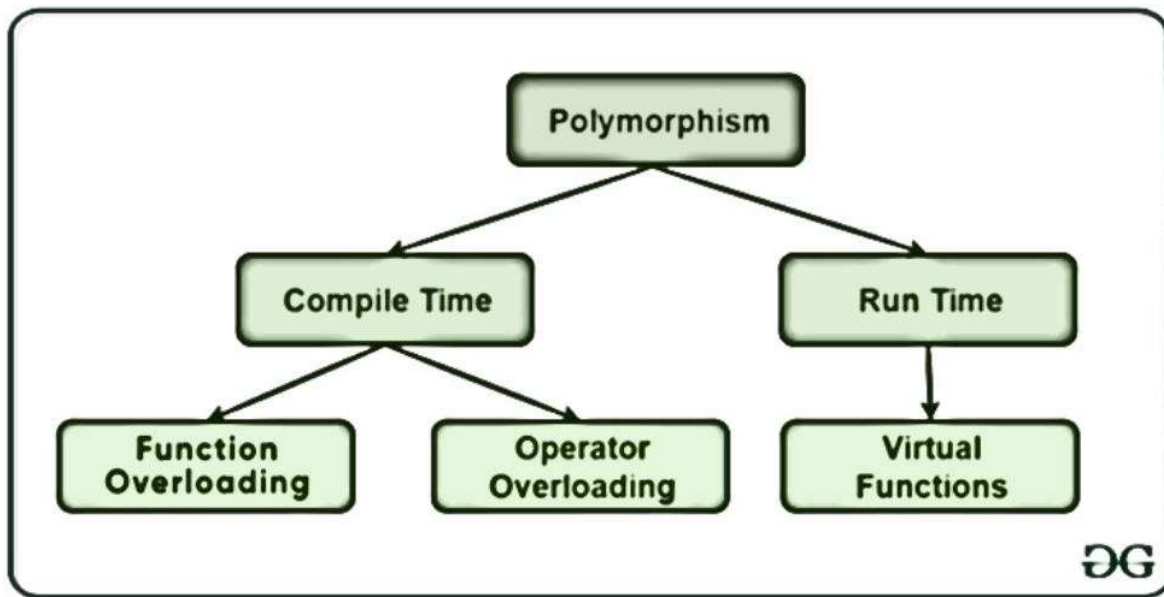 Polymorphism
Compile Time
Run Time
Function
Overloading
Operator
Overloading
Virtual
Functions
GG